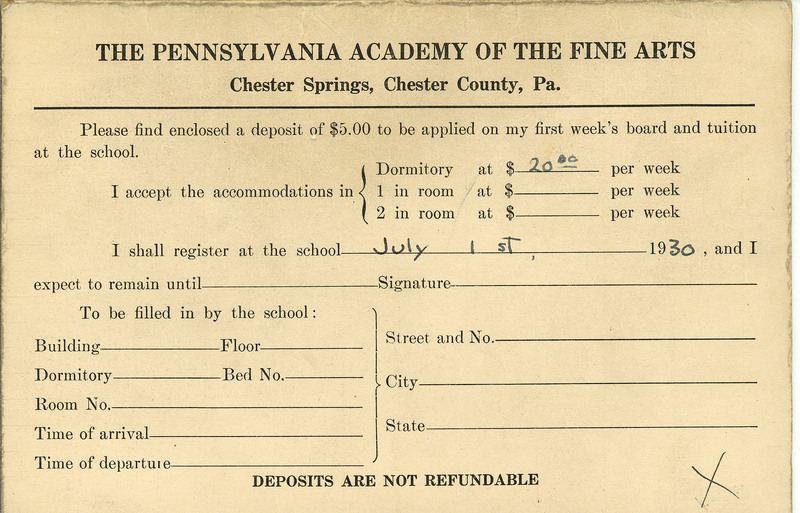 THE PENNSYLVANIA ACADEMY OF THE FINE ARTS
Chester Springs, Chester County, Pa.
Please find enclosed a deposit of $5.00 to be applied on my first week's board and tuition
at the school.
Dormitory at $ 20 00 per week
I accept the accommodations in 1 in room at $ per week
2 in room at $ per week
I shall register at the school July 1 st, 1930, and I
expect to remain until Signature
To be filled in by the school:
Building Floor
Dormitory Bed No.
Room No.
Time of arrival
Time of departure
Street and No.
City
State
DEPOSITS ARE NOT REFUNDABLE
X